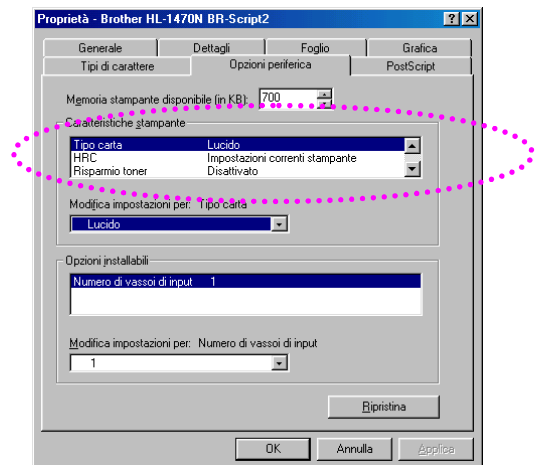 Proprietà - Brother HL-1470N BR-Script2
Generale Dettagli Foglio Grafica
Tipi di carattere Opzioni periferica PostScript
Memoria stampante disponibile (in KB): 700
Caratteristiche stampante
Tipo carta Lucido
HRC Impostazioni correnti stampante
Risparmio toner Disattivato
Modifica impostazioni per: Tipo carta
Lucido
Opzioni installabili
Numero di vassoi di input 1
Modifica impostazioni per: Numero di vassoi di input
1
Ripristina
OK Annulla Applica